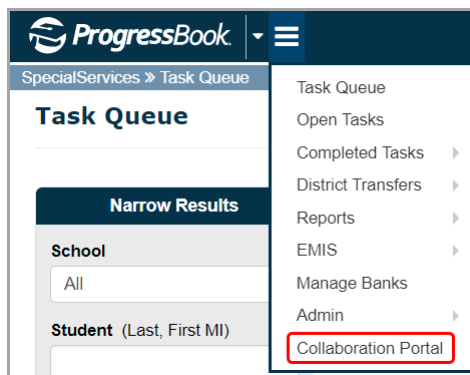 ProgressBook
SpecialServices » Task Queue
Task Queue
Narrow Results
School
All
Student (Last, First MI)
Task Queue
Open Tasks
Completed Tasks
District Transfers
Reports
EMIS
Manage Banks
Admin
Collaboration Portal